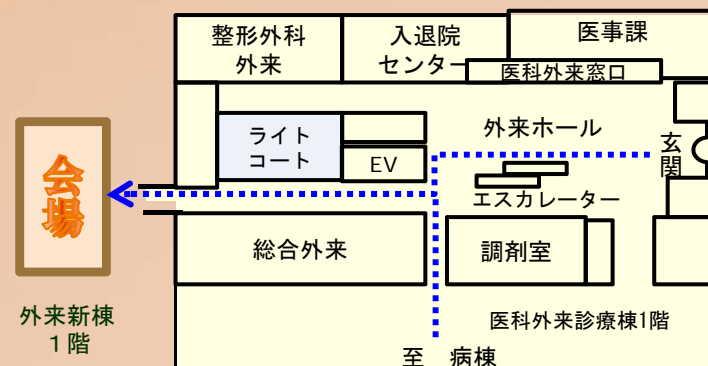 整形外科
外来
入退院
センター
医事課
医科外来窓口
ライト
コート
EV
外来ホール
玄
関
エスカレーター
会
場
総合外来
調剤室
外来新棟
１階
医科外来診療棟1階
至　病棟